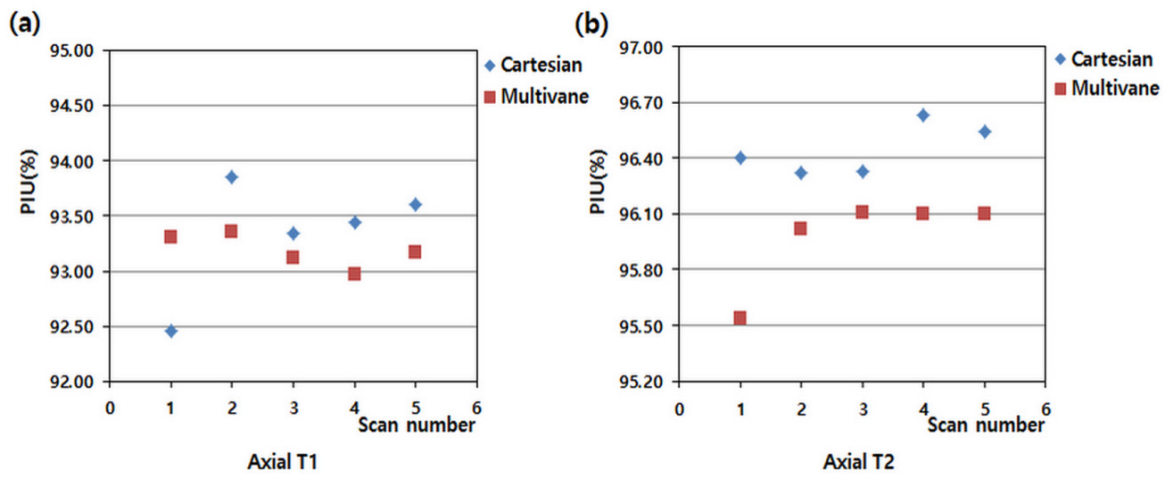 (a)
95.00
94.50
94.00
93.50
93.00
92.50
92.00
PIU(%)
0 1 2 3 4 5 6
Scan number
Cartesian
Multivane
Axial T1
(b)
97.00
96.70
96.40
96.10
95.80
95.50
95.20
PIU(%)
0 1 2 3 4 5 6
Scan number
Cartesian
Multivane
Axial T2